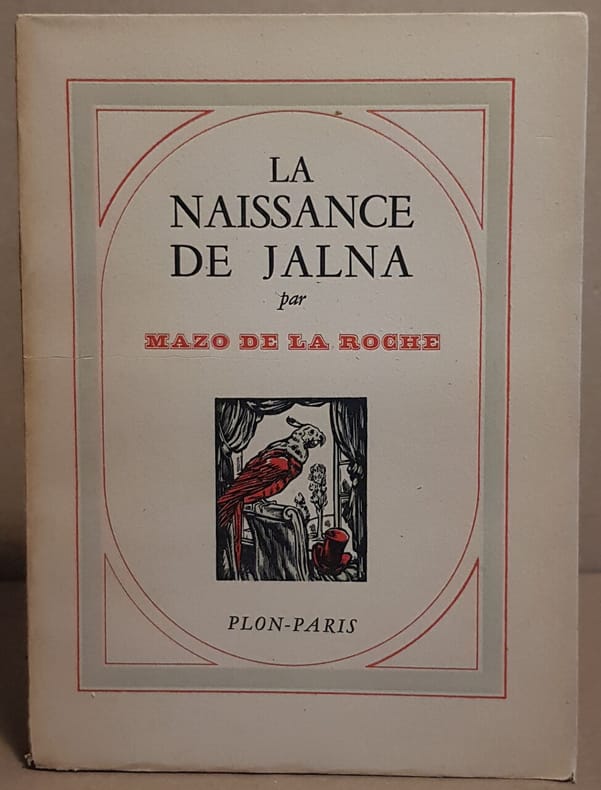 LA
NAISSANCE
DE JALNA
par
MAZO DE LA ROCHE
PLON-PARIS